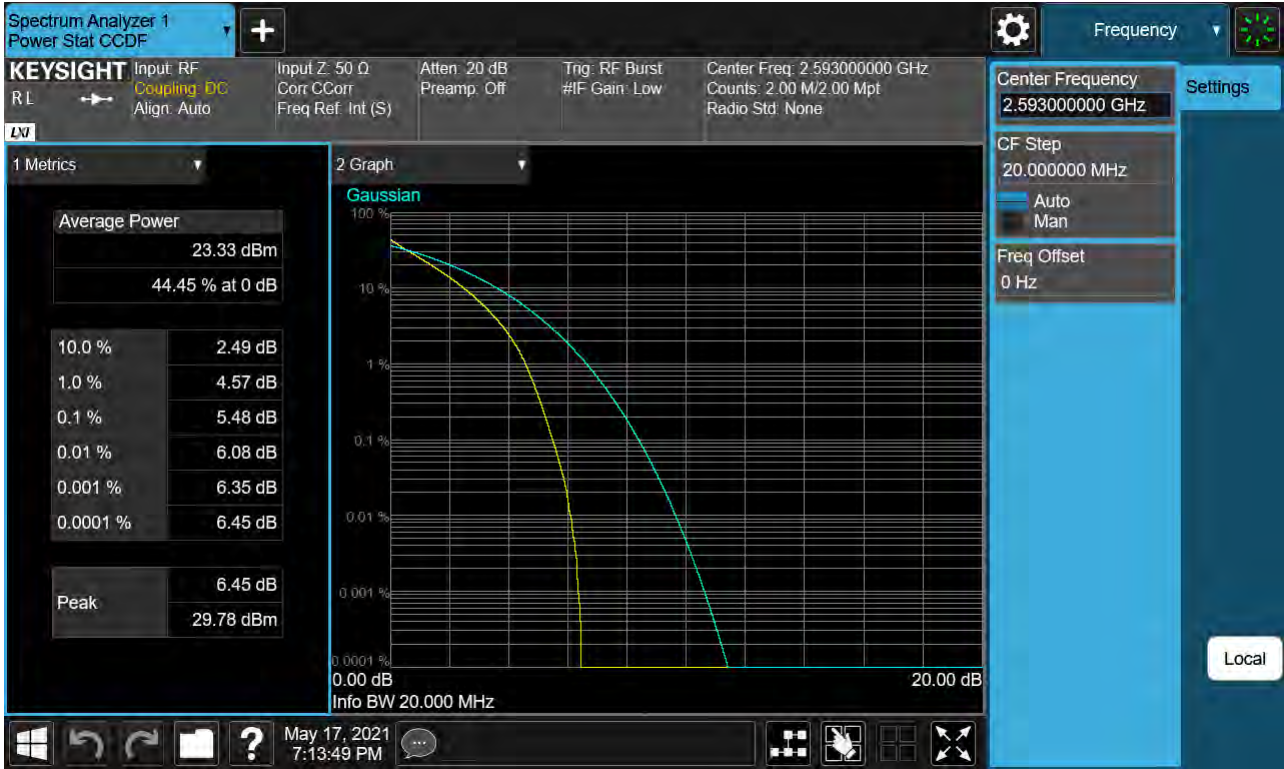 Spectrum Analyzer 1
Power Stat CCDF
Frequency
KEYSIGHT
RL
LXI
Input: RF
Coupling: DC
Align: Auto
Input Z: 50 Ω
Corr CCorr
Freq Ref: Int (S)
Atten: 20 dB
Preamp: Off
Trig: RF Burst
#IF Gain: Low
Center Freq: 2.593000000 GHz
Counts: 2.00 M/2.00 Mpt
Radio Std: None
Center Frequency
2.593000000 GHz
Settings
CF Step
20.000000 MHz
Auto
Man
Freq Offset
0 Hz
1 Metrics
Average Power
23.33 dBm
44.45 % at 0 dB
10.0 % 2.49 dB
1.0 % 4.57 dB
0.1 % 5.48 dB
0.01 % 6.08 dB
0.001 % 6.35 dB
0.0001 % 6.45 dB
Peak
6.45 dB
29.78 dBm
2 Graph
Gaussian
100 %
10 %
1 %
0.1 %
0.01 %
0.001 %
0.0001 %
0.00 dB
20.00 dB
Info BW 20.000 MHz
Local
?
May 17, 2021
7:13:49 PM